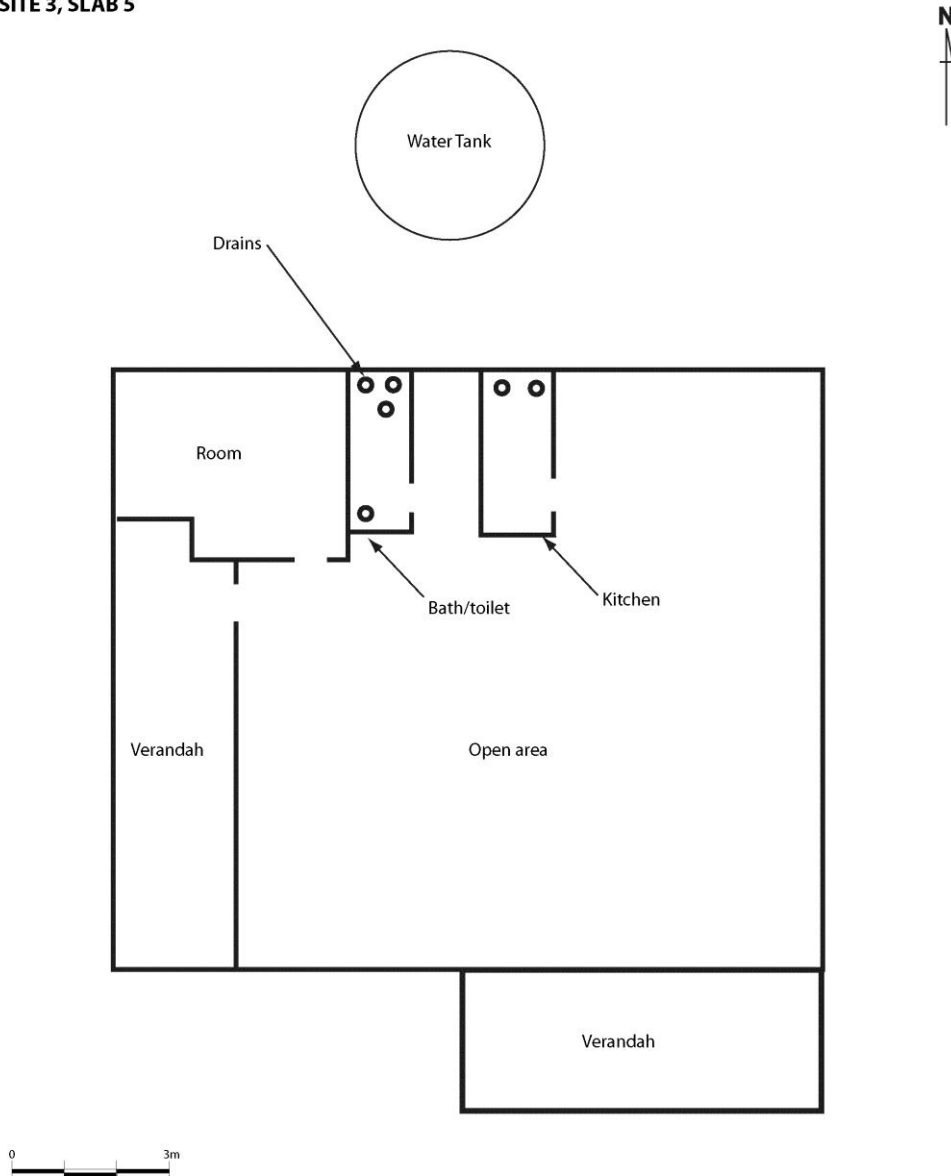 SITE 3, SLAB 5
N
Water Tank
Drains
Room
Bath/toilet
Kitchen
Verandah
Open area
Verandah
0
3m